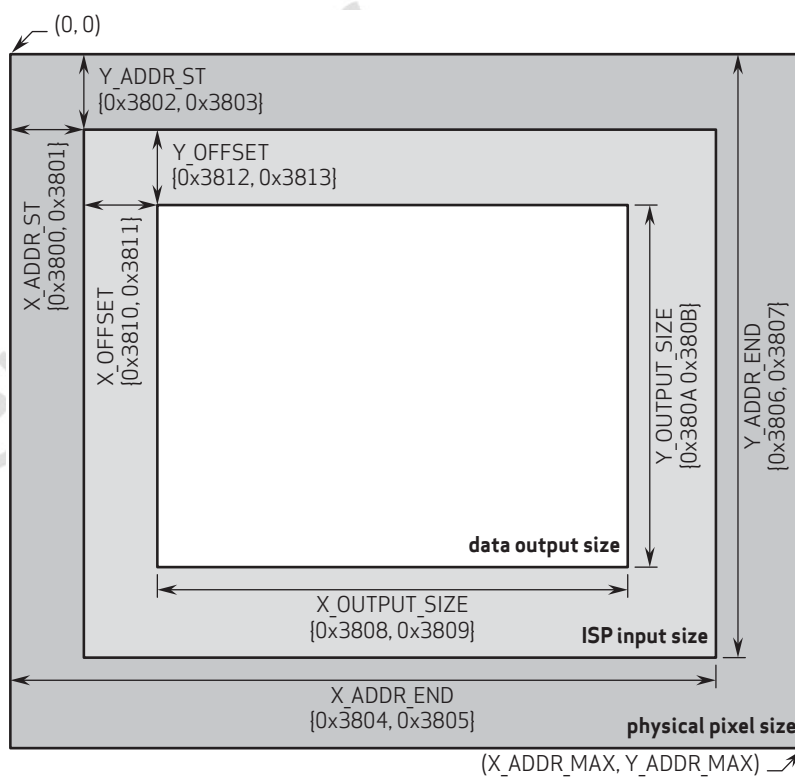 (0, 0)
Y_ADDR_ST
{0x3802, 0x3803}
X_ADDR_ST
{0x3800, 0x3801}
Y_OFFSET
{0x3812, 0x3813}
X_OFFSET
{0x3810, 0x3811}
Y_OUTPUT_SIZE
{0x380A 0x380B}
Y_ADDR_END
{0x3806, 0x3807}
data output size
X_OUTPUT_SIZE
{0x3808, 0x3809}
ISP input size
X_ADDR_END
{0x3804, 0x3805}
physical pixel size
(X_ADDR_MAX, Y_ADDR_MAX)